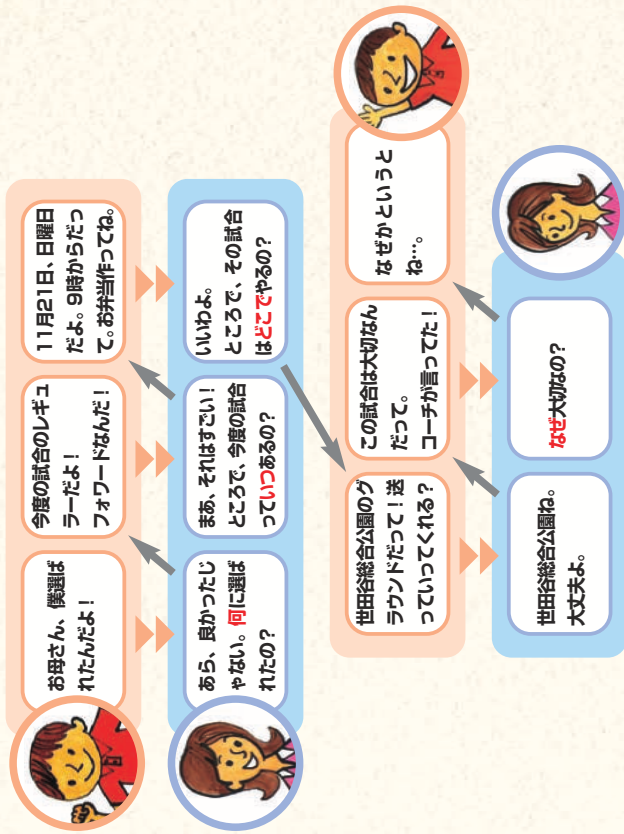 お母さん、僕選ば
れたんだよ！
あら、良かったじ
ゃない。何に選ば
れたの？
今度の試合のレギュ
ラーだよ！
フォワードなんだ！
まあ、それはすごい！
ところで、今度の試合
っていつあるの？
11月21日、日曜日
だよ。9時からだっ
て。お弁当作ってね。
いいわよ。
ところで、その試合
はどこでやるの？
世田谷総合公園のグ
ラウンドだって！送
っていってくれる？
世田谷総合公園ね。
大丈夫よ。
この試合は大切なん
だって。
コーチが言ってた！
なぜ大切なの？
なぜかというと
ね…。